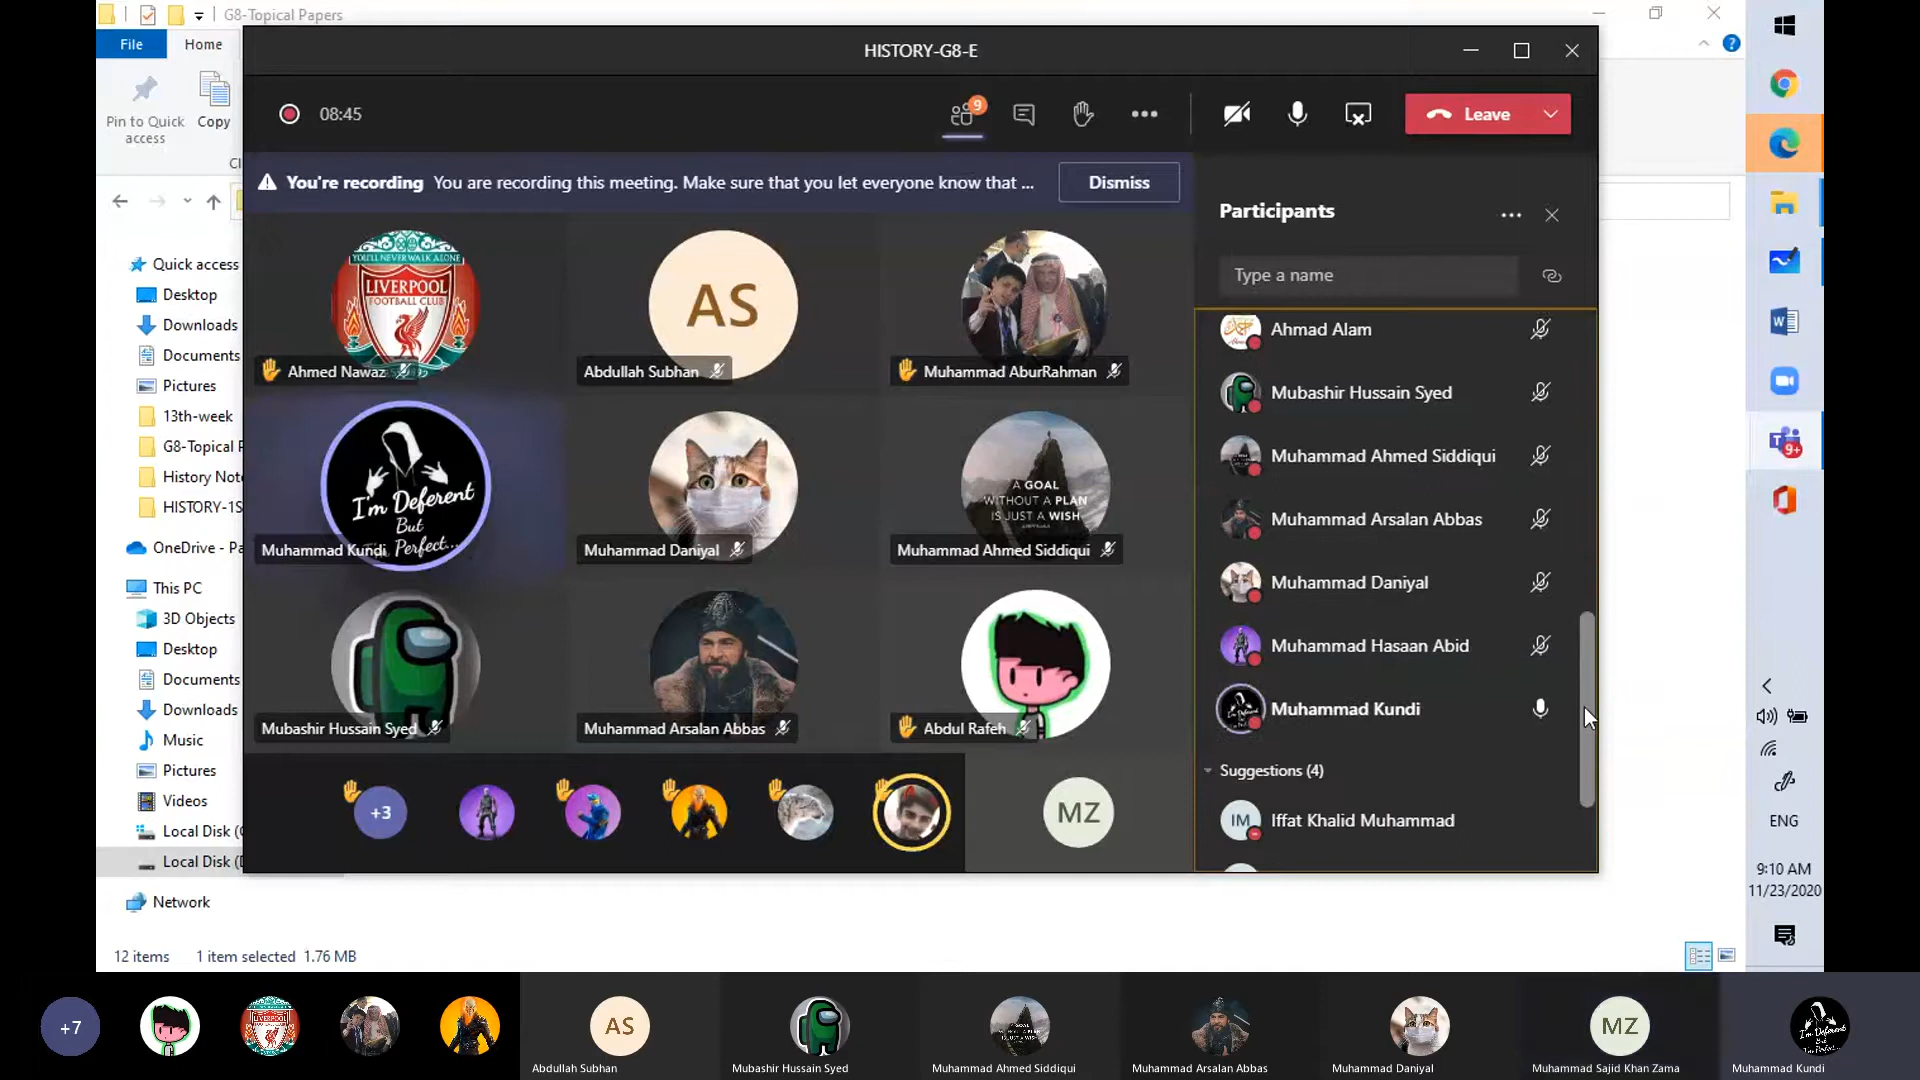 G8-Topical Papers
File
Home
Pin to Quick
access
Copy
HISTORY-G8-E
08:45
9
Leave
You're recording You are recording this meeting. Make sure that you let everyone know that ...
Dismiss
YOU'LL NEVER WALK ALONE
LIVERPOOL
FOOTBALL CLUB
Ahmed Nawaz
AS
Abdullah Subhan
Muhammad AburRahman
I'm Deferent
But
Perfect...
Muhammad Kundi
Muhammad Daniyal
A GOAL
WITHOUT A PLAN
IS JUST A WISH
Muhammad Ahmed Siddiqui
Mubashir Hussain Syed
Muhammad Arsalan Abbas
Abdul Rafeh
+3
MZ
Participants
Type a name
Ahmad Alam
Mubashir Hussain Syed
Muhammad Ahmed Siddiqui
Muhammad Arsalan Abbas
Muhammad Daniyal
Muhammad Hasaan Abid
Muhammad Kundi
Suggestions (4)
IM
Iffat Khalid Muhammad
Quick access
Desktop
Downloads
Documents
Pictures
13th-week
G8-Topical P
History Not
HISTORY-1S
OneDrive - Pa
This PC
3D Objects
Desktop
Documents
Downloads
Music
Pictures
Videos
Local Disk (
Local Disk (
Network
12 items 1 item selected 1.76 MB
9+
ENG
9:10 AM
11/23/2020
+7
AS
Abdullah Subhan
Mubashir Hussain Syed
Muhammad Ahmed Siddiqui
Muhammad Arsalan Abbas
Muhammad Daniyal
MZ
Muhammad Sajid Khan Zama
I'm Deferent
But
Muhammad Kundi